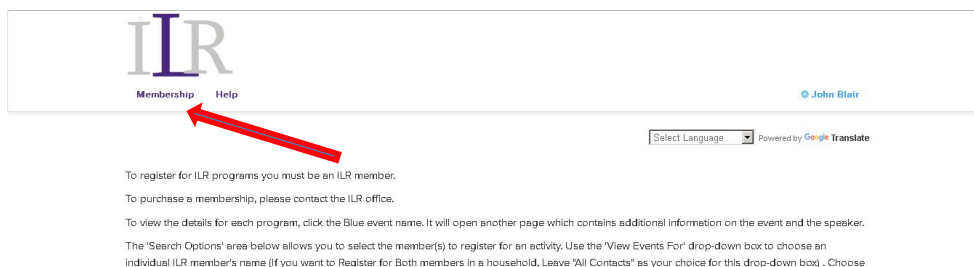 ILR
Membership Help
John Blair
Select Language Powered by Google Translate
To register for ILR programs you must be an ILR member.
To purchase a membership, please contact the ILR office.
To view the details for each program, click the Blue event name. It will open another page which contains additional information on the event and the speaker.
The 'Search Options' area below allows you to select the member(s) to register for an activity. Use the 'View Events For' drop-down box to choose an
individual ILR member's name (If you want to Register for Both members in a household, Leave "All Contacts" as your choice for this drop-down box) . Choose